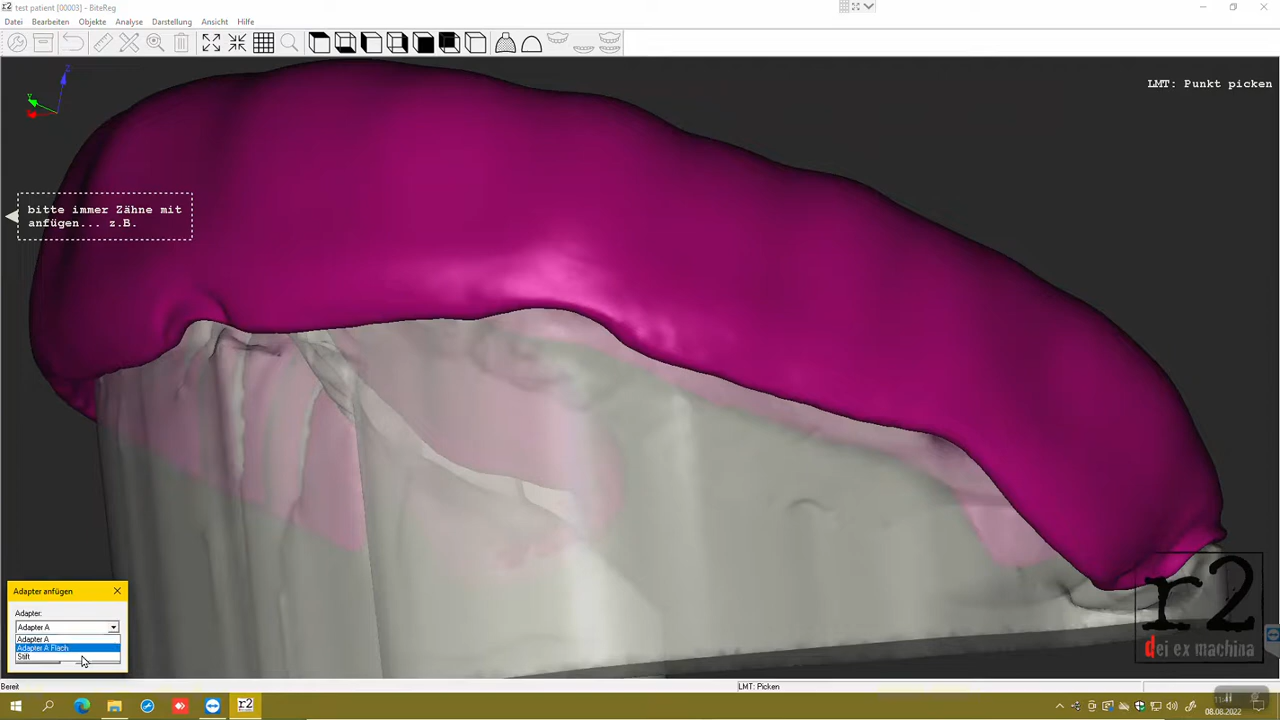 test patient [00003] - BiteReg
Datei Bearbeiten Objekte Analyse Darstellung Ansicht Hilfe
LMT: Punkt picken
bitte immer Zähne mit
anfügen... z.B.
Adapter anfügen
Adapter:
Adapter A
Adapter A
Adapter A Flach
Stift
r2
dei ex machina
Bereit
LMT: Picken
r2
08.08.2022